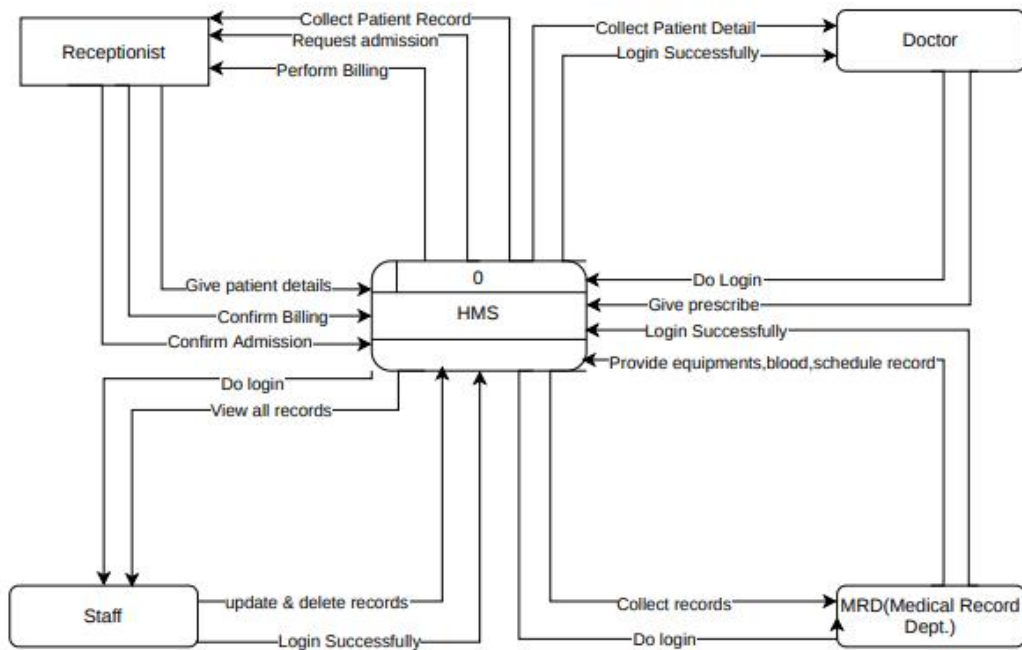 Collect Patient Record
Request admission
Receptionist
Perform Billing
Collect Patient Detail
Login Successfully
Doctor
0
HMS
Give patient details
Confirm Billing
Confirm Admission
Do Login
Give prescribe
Login Successfully
Provide equipments,blood,schedule record
Do login
View all records
Staff
update & delete records
Login Successfully
Collect records
Do login
MRD(Medical Record
Dept.)